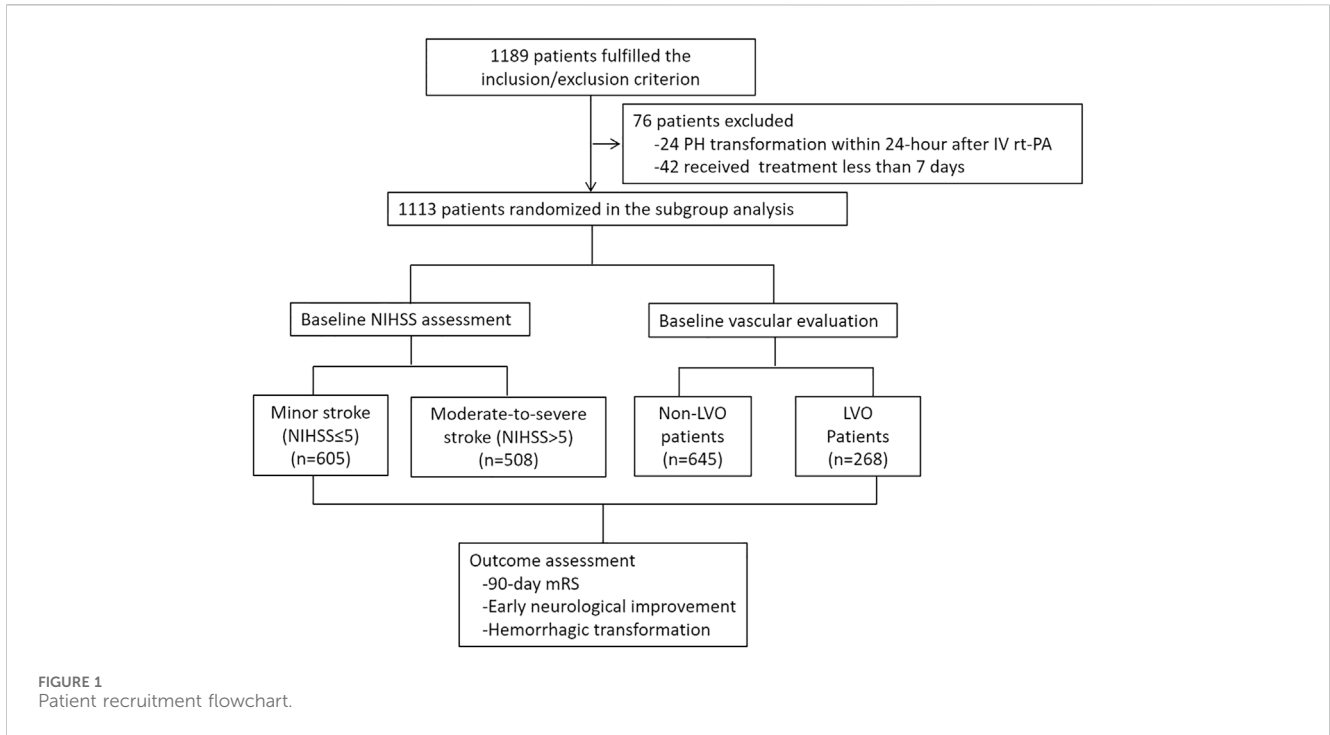 1189 patients fulfilled the
inclusion/exclusion criterion
76 patients excluded
-24 PH transformation within 24-hour after IV rt-PA
-42 received treatment less than 7 days
1113 patients randomized in the subgroup analysis
Baseline NIHSS assessment
Baseline vascular evaluation
Minor stroke
(NIHSS≤5)
(n=605)
Moderate-to-severe
stroke (NIHSS>5)
(n=508)
Non-LVO
patients
(n=645)
LVO
Patients
(n=268)
Outcome assessment
-90-day mRS
-Early neurological improvement
-Hemorrhagic transformation
FIGURE 1
Patient recruitment flowchart.